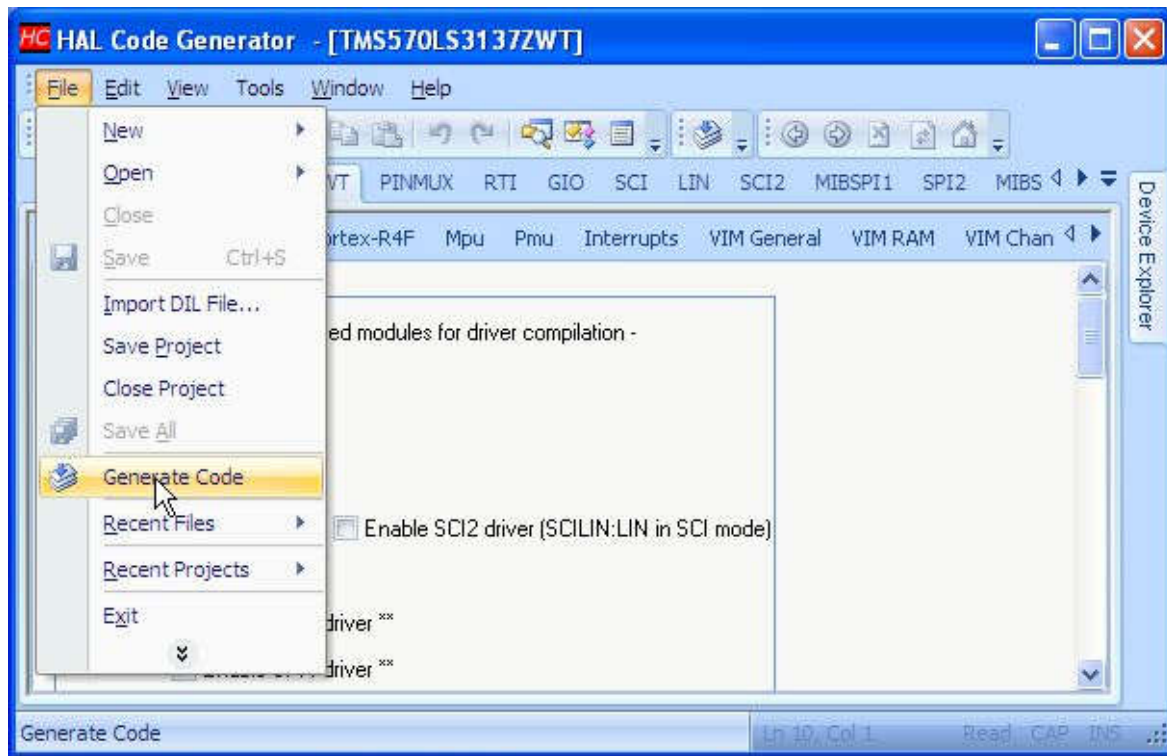 HC HAL Code Generator - [TMS570LS3137ZWT]
File Edit View Tools Window Help
New
Open
Close
Save Ctrl+S
Import DIL File...
Save Project
Close Project
Save All
Generate Code
Recent Files
Recent Projects
Exit
WT PINMUX RTI GIO SCI LIN SCI2 MIBSPI1 SPI2 MIBS
ortex-R4F Mpu Pmu Interrupts VIM General VIM RAM VIM Chan
ed modules for driver compilation -
Enable SCI2 driver (SCILIN:LIN in SCI mode)
driver **
driver **
Device Explorer
Generate Code Ln 10, Col 1 Read CAP INS